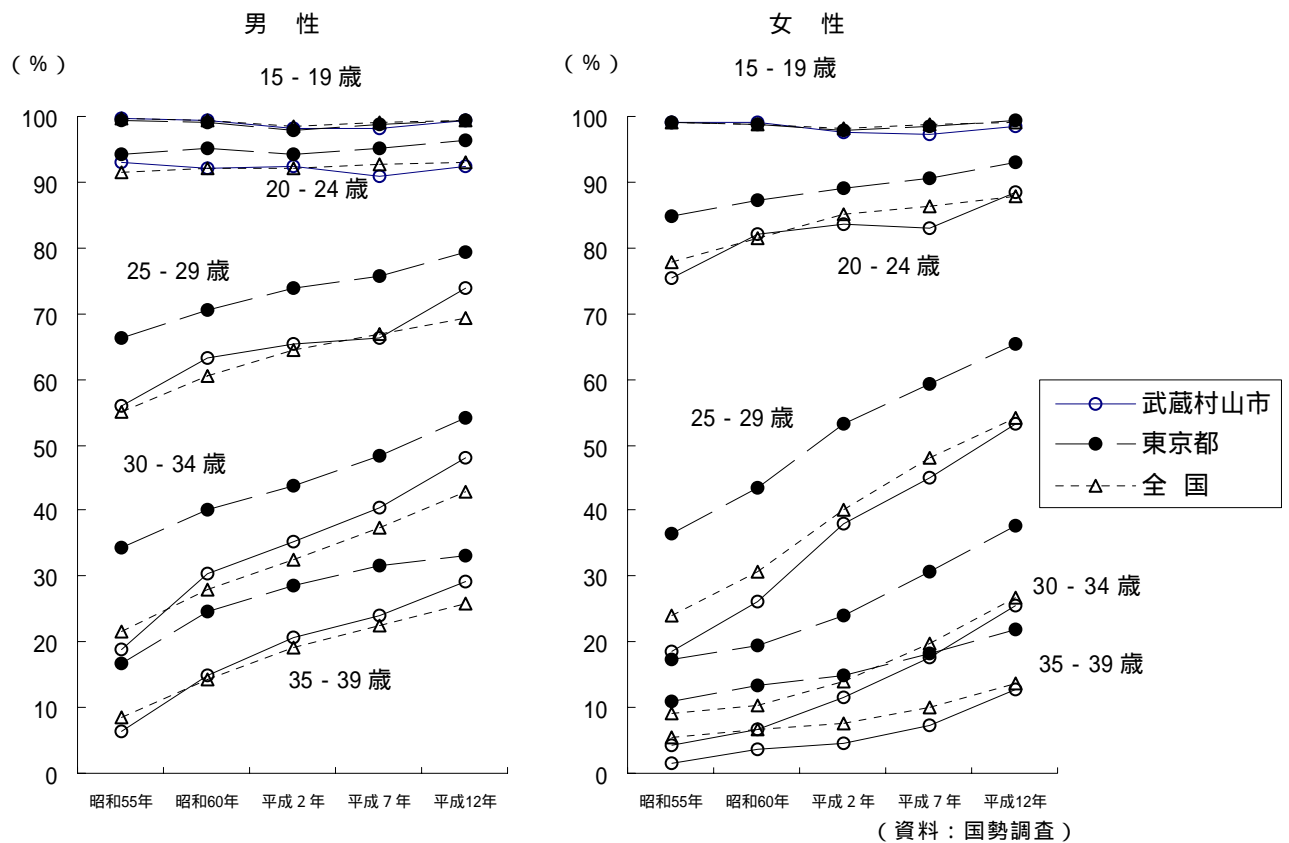 男 性
(%)
15 - 19 歳
100
90
80
70
60
50
40
30
20
10
0
20 - 24 歳
25 - 29 歳
30 - 34 歳
35 - 39 歳
昭和55年 昭和60年 平成2年 平成7年 平成12年
女 性
(%)
15 - 19 歳
100
90
80
70
60
50
40
30
20
10
0
20 - 24 歳
25 - 29 歳
30 - 34 歳
35 - 39 歳
昭和55年 昭和60年 平成2年 平成7年 平成12年
武蔵村山市
東京都
全 国
(資料：国勢調査)